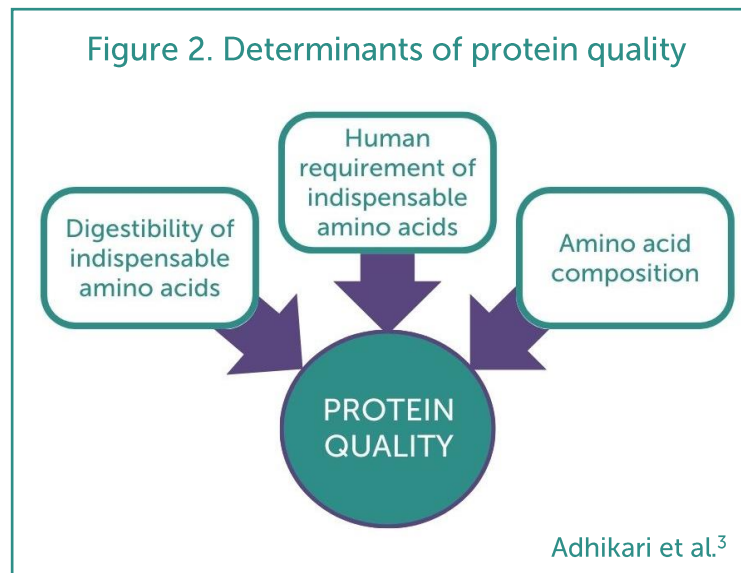 Figure 2. Determinants of protein quality
Human
requirement of
indispensable
amino acids
Digestibility of
indispensable
amino acids
Amino acid
composition
PROTEIN
QUALITY
Adhikari et al.³